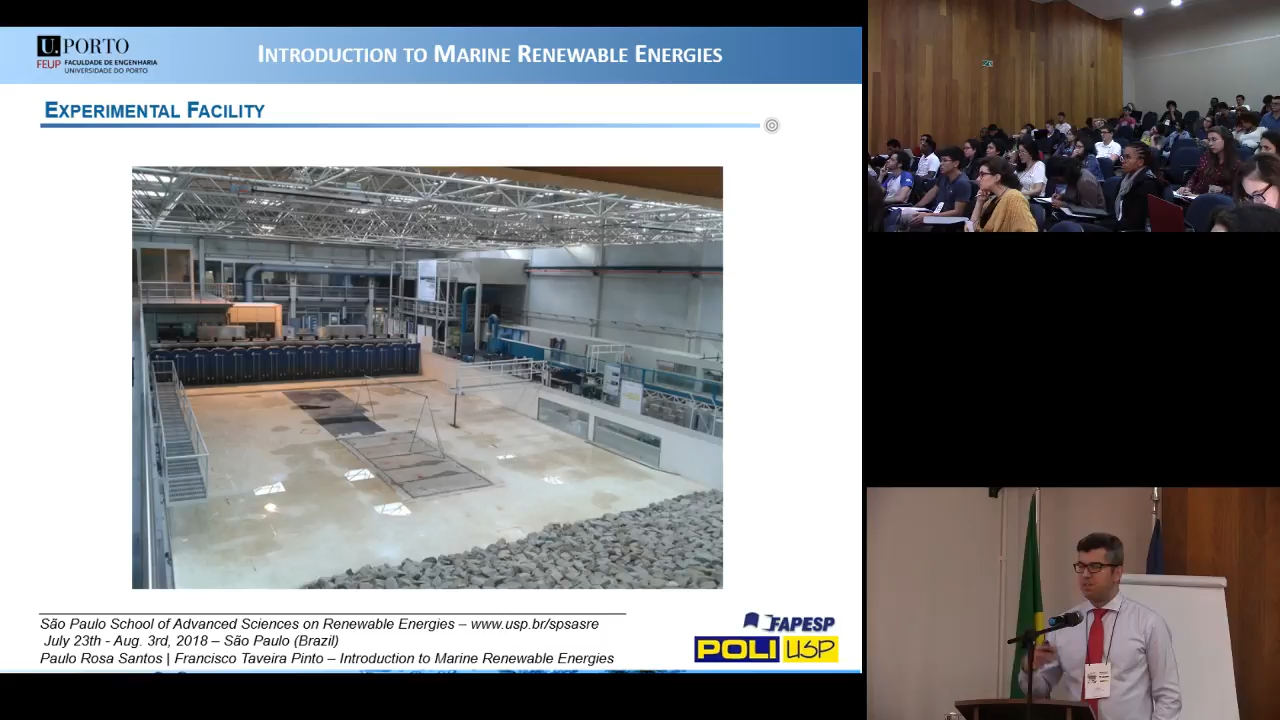 U.PORTO
FEUP FACULDADE DE ENGENHARIA
UNIVERSIDADE DO PORTO
INTRODUCTION TO MARINE RENEWABLE ENERGIES
EXPERIMENTAL FACILITY
São Paulo School of Advanced Sciences on Renewable Energies – www.usp.br/spsasre
July 23th - Aug. 3rd, 2018 – São Paulo (Brazil)
Paulo Rosa Santos | Francisco Taveira Pinto – Introduction to Marine Renewable Energies
FAPESP
POLI USP